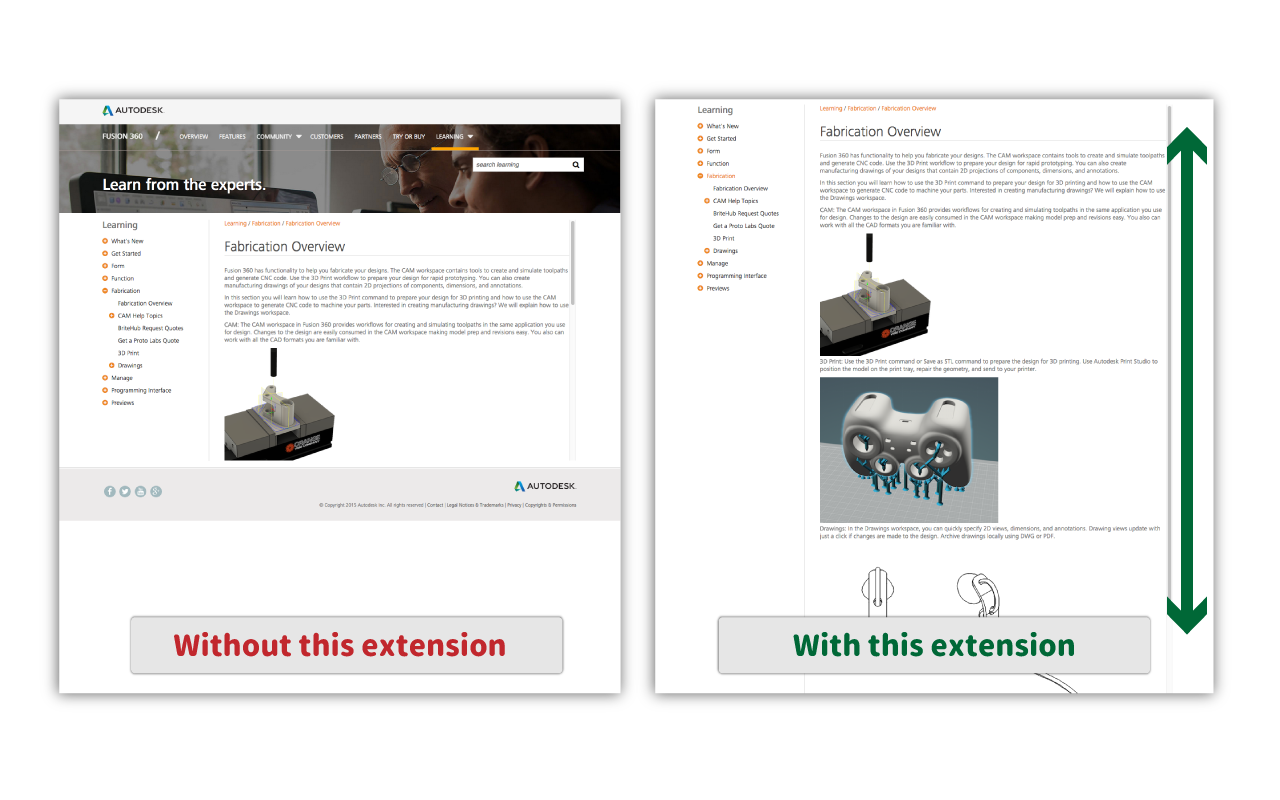 AUTODESK.
FUSION 360 / OVERVIEW FEATURES COMMUNITY CUSTOMERS PARTNERS TRY OR BUY LEARNING
search learning
Learn from the experts.
Learning
What's New
Get Started
Form
Function
Fabrication
Fabrication Overview
CAM Help Topics
BriteHub Request Quotes
Get a Proto Labs Quote
3D Print
Drawings
Manage
Programming Interface
Previews
Learning / Fabrication / Fabrication Overview
Fabrication Overview
Fusion 360 has functionality to help you fabricate your designs. The CAM workspace contains tools to create and simulate toolpaths
and generate CNC code. Use the 3D Print workflow to prepare your design for rapid prototyping. You can also create
manufacturing drawings of your designs that contain 2D projections of components, dimensions, and annotations.
In this section you will learn how to use the 3D Print command to prepare your design for 3D printing and how to use the CAM
workspace to generate CNC code to machine your parts. Interested in creating manufacturing drawings? We will explain how to use
the Drawings workspace.
CAM: The CAM workspace in Fusion 360 provides workflows for creating and simulating toolpaths in the same application you use
for design. Changes to the design are easily consumed in the CAM workspace making model prep and revisions easy. You also can
work with all the CAD formats you are familiar with.
ORANGE
AUTODESK.
© Copyright 2015 Autodesk Inc. All rights reserved | Contact | Legal Notices & Trademarks | Privacy | Copyrights & Permissions
Without this extension
Learning
What's New
Get Started
Form
Function
Fabrication
Fabrication Overview
CAM Help Topics
BriteHub Request Quotes
Get a Proto Labs Quote
3D Print
Drawings
Manage
Programming Interface
Previews
Learning / Fabrication / Fabrication Overview
Fabrication Overview
Fusion 360 has functionality to help you fabricate your designs. The CAM workspace contains tools to create and simulate toolpaths
and generate CNC code. Use the 3D Print workflow to prepare your design for rapid prototyping. You can also create
manufacturing drawings of your designs that contain 2D projections of components, dimensions, and annotations.
In this section you will learn how to use the 3D Print command to prepare your design for 3D printing and how to use the CAM
workspace to generate CNC code to machine your parts. Interested in creating manufacturing drawings? We will explain how to use
the Drawings workspace.
CAM: The CAM workspace in Fusion 360 provides workflows for creating and simulating toolpaths in the same application you use
for design. Changes to the design are easily consumed in the CAM workspace making model prep and revisions easy. You also can
work with all the CAD formats you are familiar with.
ORANGE
3D Print: Use the 3D Print command or Save as STL command to prepare the design for 3D printing. Use Autodesk Print Studio to
position the model on the print tray, repair the geometry, and send to your printer.
Drawings: In the Drawings workspace, you can quickly specify 2D views, dimensions, and annotations. Drawing views update with
just a click if changes are made to the design. Archive drawings locally using DWG or PDF.
With this extension